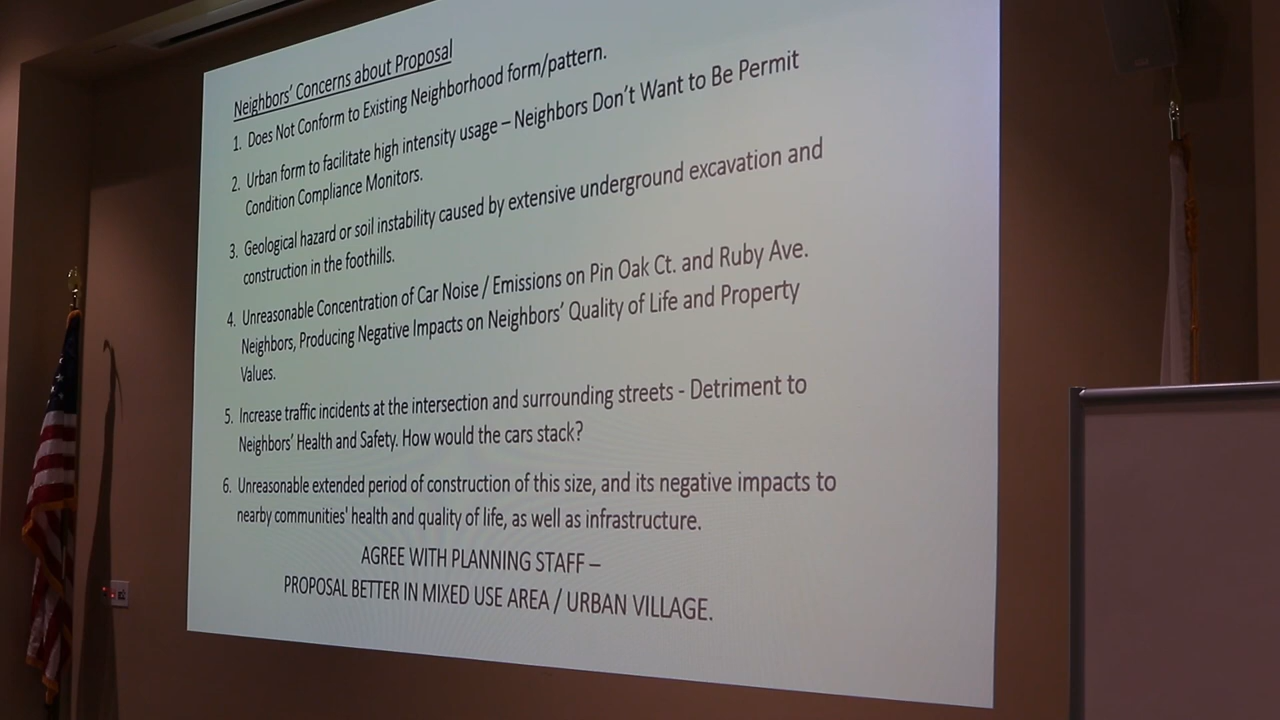 Neighbors' Concerns about Proposal
1. Does Not Conform to Existing Neighborhood form/pattern.
2. Urban form to facilitate high intensity usage – Neighbors Don't Want to Be Permit
Condition Compliance Monitors.
3. Geological hazard or soil instability caused by extensive underground excavation and
construction in the foothills.
4. Unreasonable Concentration of Car Noise / Emissions on Pin Oak Ct. and Ruby Ave.
Neighbors, Producing Negative Impacts on Neighbors' Quality of Life and Property
Values.
5. Increase traffic incidents at the intersection and surrounding streets - Detriment to
Neighbors' Health and Safety. How would the cars stack?
6. Unreasonable extended period of construction of this size, and its negative impacts to
nearby communities' health and quality of life, as well as infrastructure.
AGREE WITH PLANNING STAFF –
PROPOSAL BETTER IN MIXED USE AREA / URBAN VILLAGE.